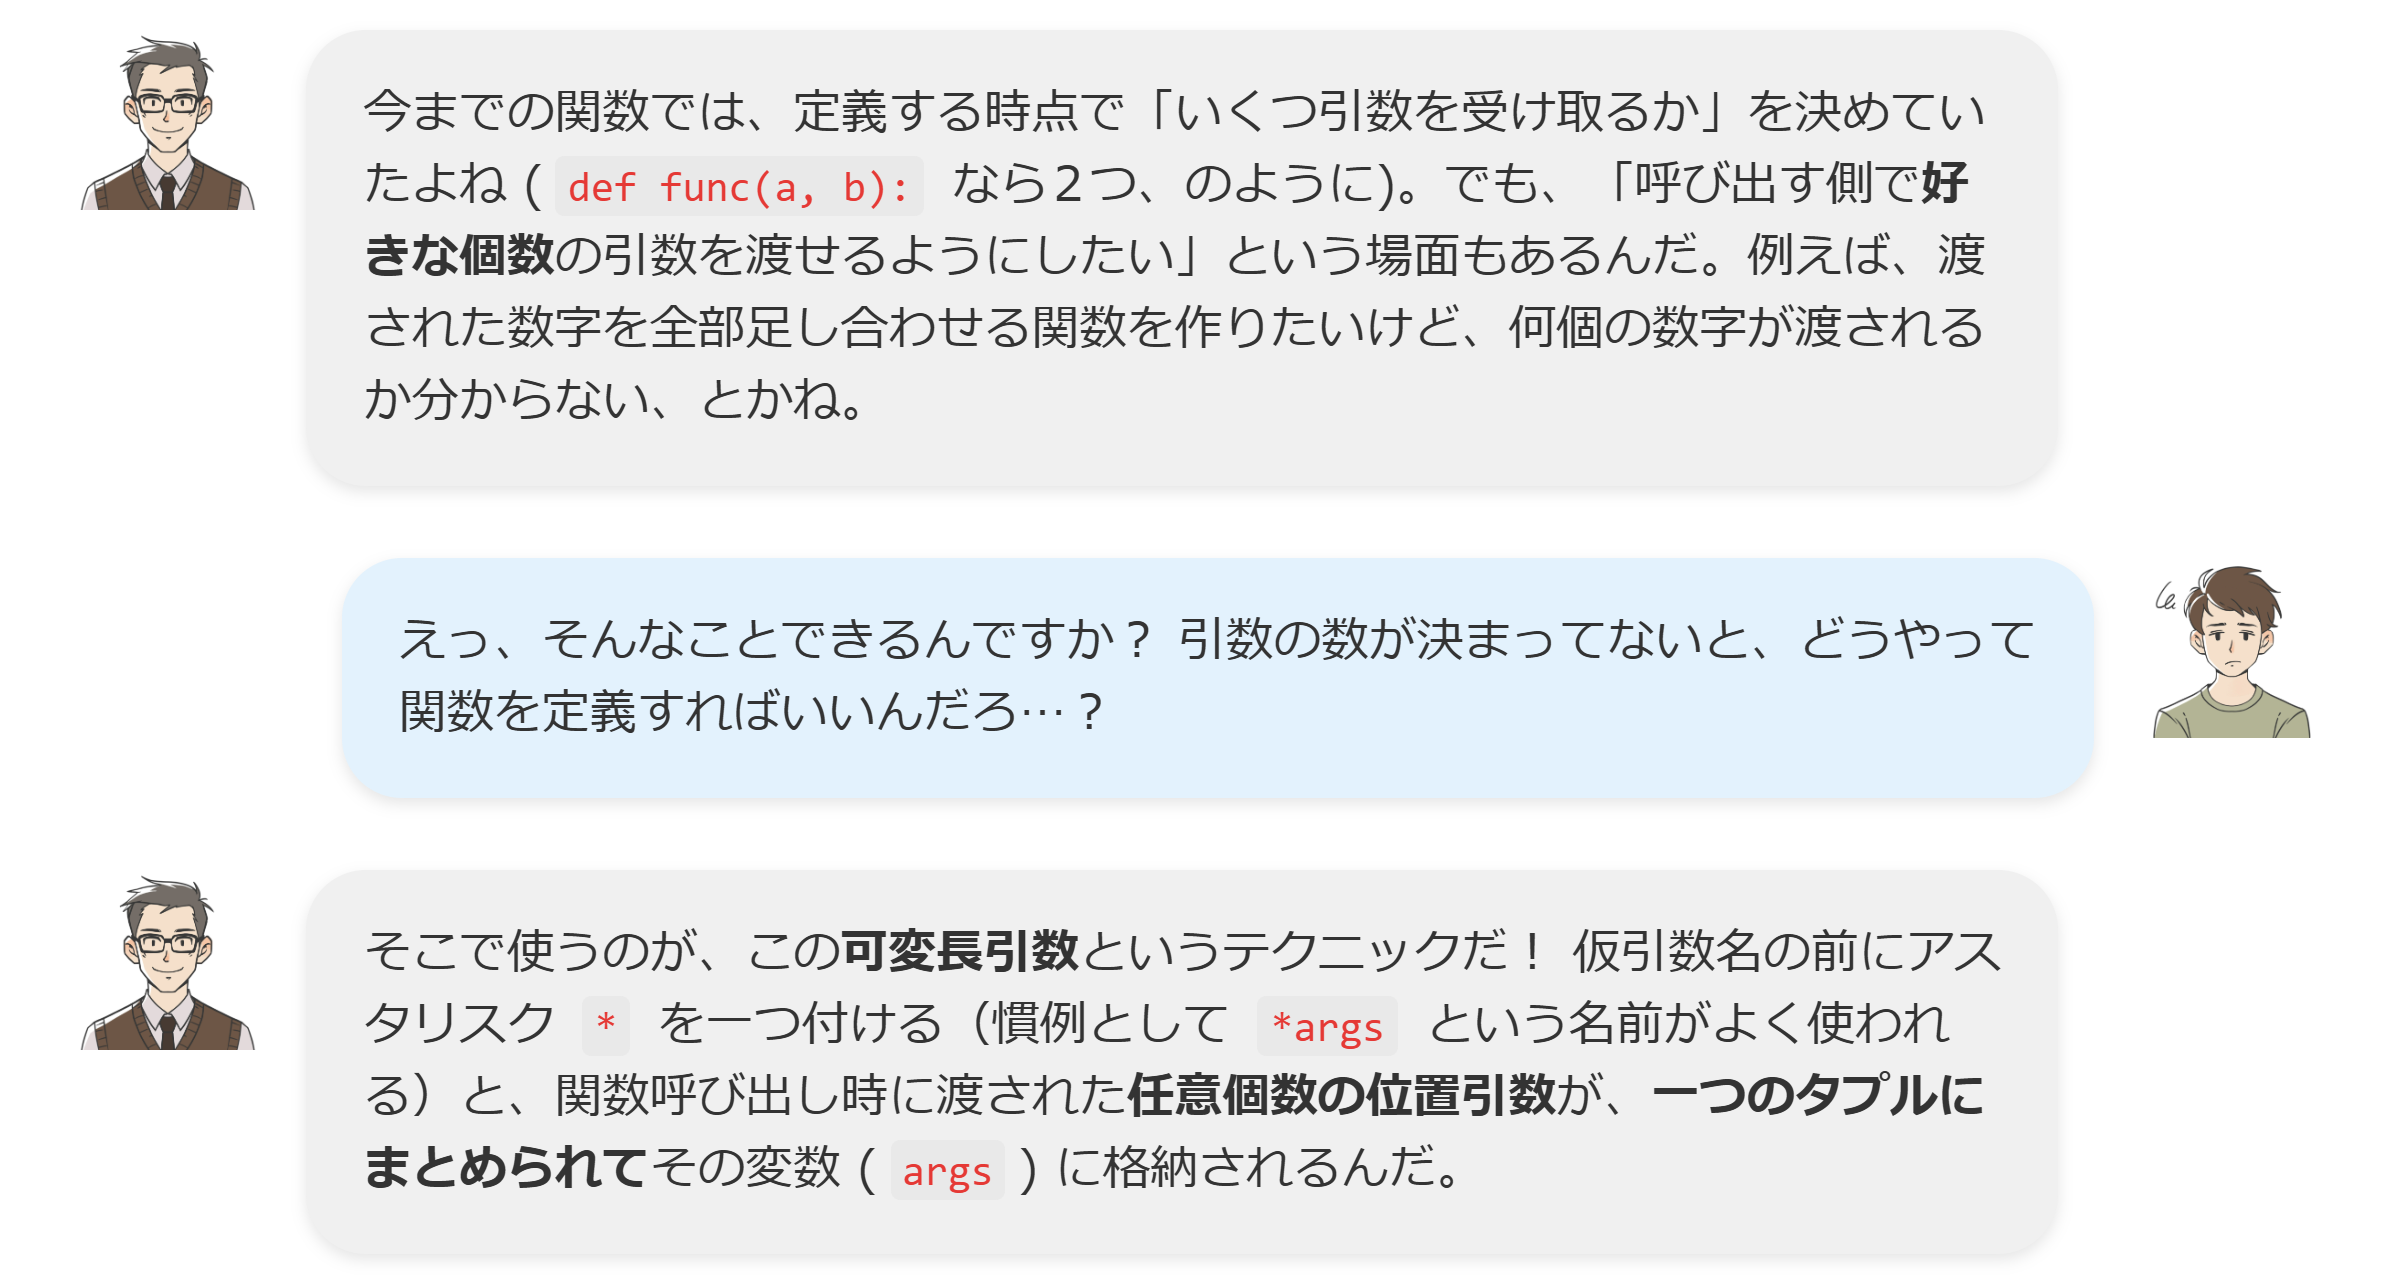 今までの関数では、定義する時点で「いくつ引数を受け取るか」を決めてい
たよね ( def func(a, b): なら２つ、のように)。でも、「呼び出す側で好
きな個数の引数を渡せるようにしたい」という場面もあるんだ。例えば、渡
された数字を全部足し合わせる関数を作りたいけど、何個の数字が渡される
か分からない、とかね。
えっ、そんなことできるんですか？ 引数の数が決まってないと、どうやって
関数を定義すればいいんだろ…？
そこで使うのが、この可変長引数というテクニックだ！ 仮引数名の前にアス
タリスク * を一つ付ける（慣例として *args という名前がよく使われ
る）と、関数呼び出し時に渡された任意個数の位置引数が、一つのタプルに
まとめられてその変数 ( args ) に格納されるんだ。